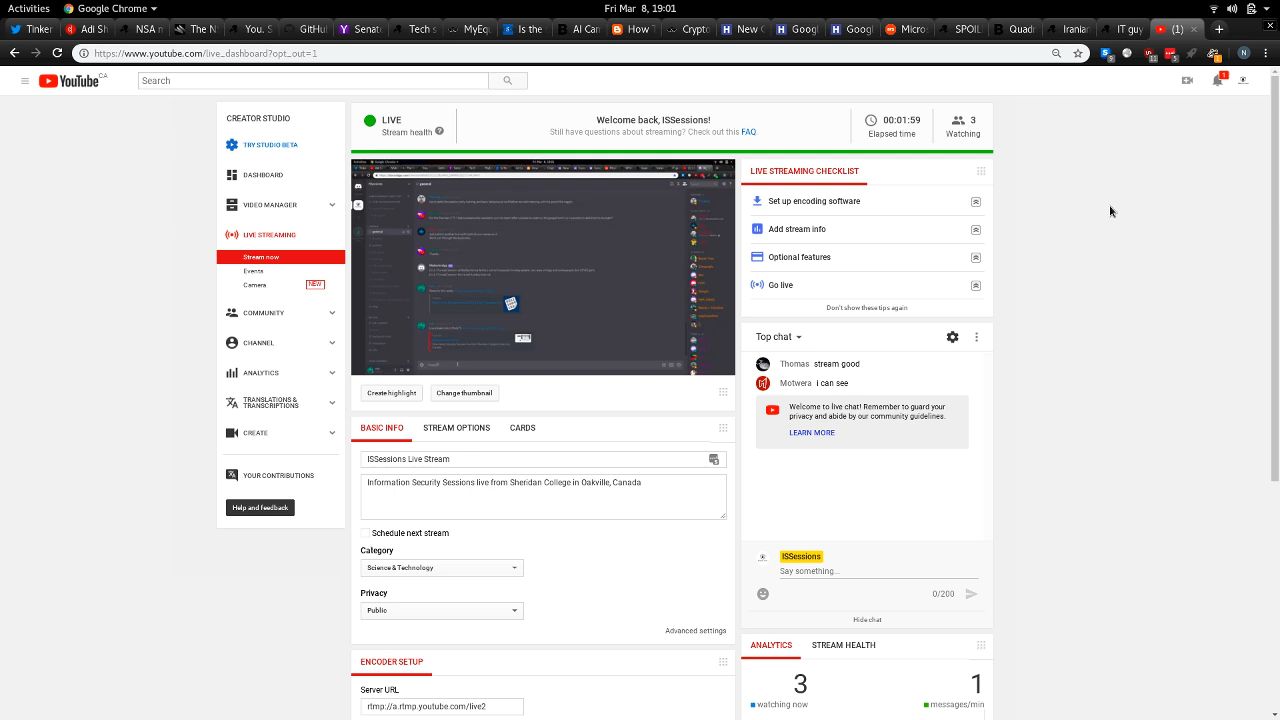 Activities
Google Chrome
Fri Mar 8, 19:01
Tinker
Adi Sh
NSA r
The N
You. S
GitHu
Senat
Tech s
My
Is the
AI Can
How T
Crypto
New C
Googl
Googl
Micro
SPOIL
Quadr
Iranian
IT guy
(1)
https://www.youtube.com/live_dashboard?opt_out=1
YouTube CA
Search
1
CREATOR STUDIO
TRY STUDIO BETA
DASHBOARD
VIDEO MANAGER
LIVE STREAMING
Stream now
Events
Camera NEW
COMMUNITY
CHANNEL
ANALYTICS
TRANSLATIONS &
TRANSCRIPTIONS
CREATE
YOUR CONTRIBUTIONS
Help and feedback
LIVE
Stream health
Welcome back, ISSessions!
Still have questions about streaming? Check out this FAQ.
00:01:59
Elapsed time
3
Watching
Create highlight
Change thumbnail
BASIC INFO
STREAM OPTIONS
CARDS
ISSessions Live Stream
Information Security Sessions live from Sheridan College in Oakville, Canada
Schedule next stream
Category
Science & Technology
Privacy
Public
Advanced settings
ENCODER SETUP
Server URL
rtmp://a.rtmp.youtube.com/live2
LIVE STREAMING CHECKLIST
Set up encoding software
Add stream info
Optional features
Go live
Don't show these tips again
Top chat
Thomas stream good
Motwera i can see
Welcome to live chat! Remember to guard your
privacy and abide by our community guidelines.
LEARN MORE
ISSessions
Say something...
0/200
Hide chat
ANALYTICS
STREAM HEALTH
3
watching now
1
messages/min